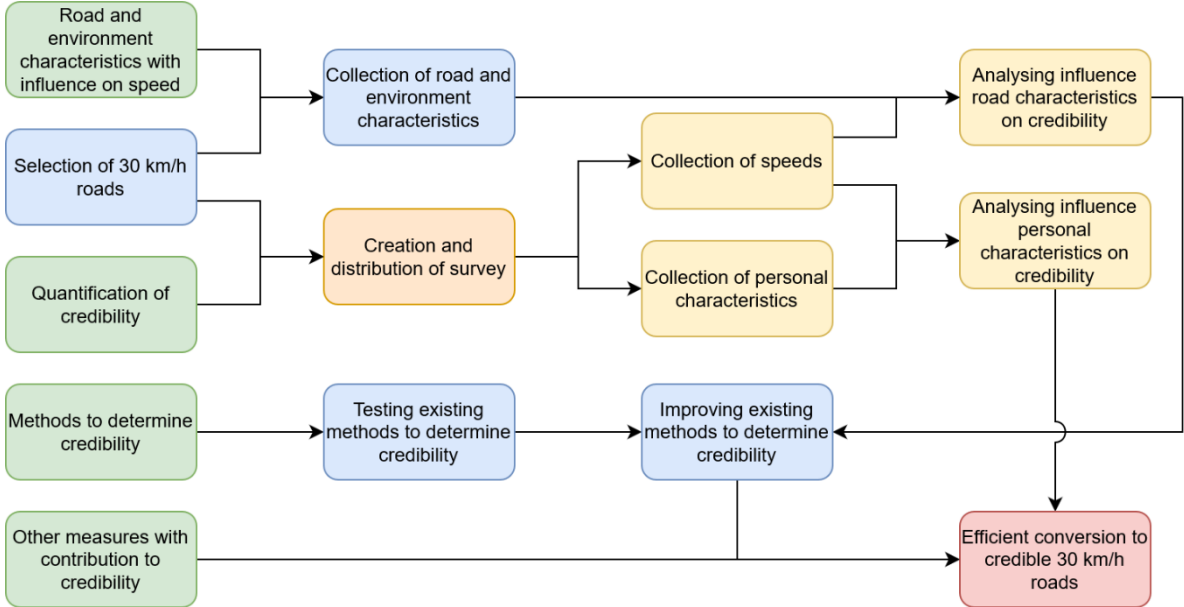 Road and
environment
characteristics with
influence on speed
Collection of road and
environment
characteristics
Analysing influence
road characteristics
on credibility
Selection of 30 km/h
roads
Collection of speeds
Creation and
distribution of survey
Analysing influence
personal
characteristics on
credibility
Quantification of
credibility
Collection of personal
characteristics
Methods to determine
credibility
Testing existing
methods to determine
credibility
Improving existing
methods to determine
credibility
Other measures with
contribution to
credibility
Efficient conversion to
credible 30 km/h
roads